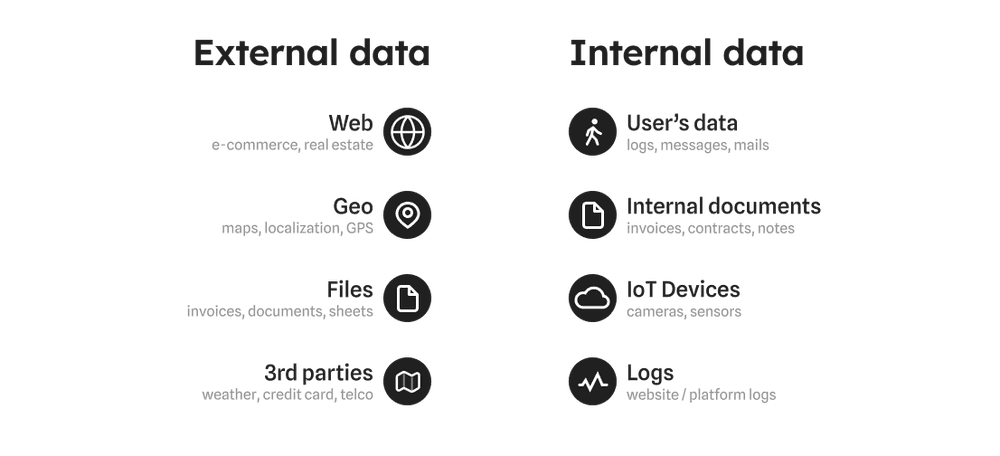 External data
Web
e-commerce, real estate
Geo
maps, localization, GPS
Files
invoices, documents, sheets
3rd parties
weather, credit card, telco
Internal data
User’s data
logs, messages, mails
Internal documents
invoices, contracts, notes
IoT Devices
cameras, sensors
Logs
website / platform logs